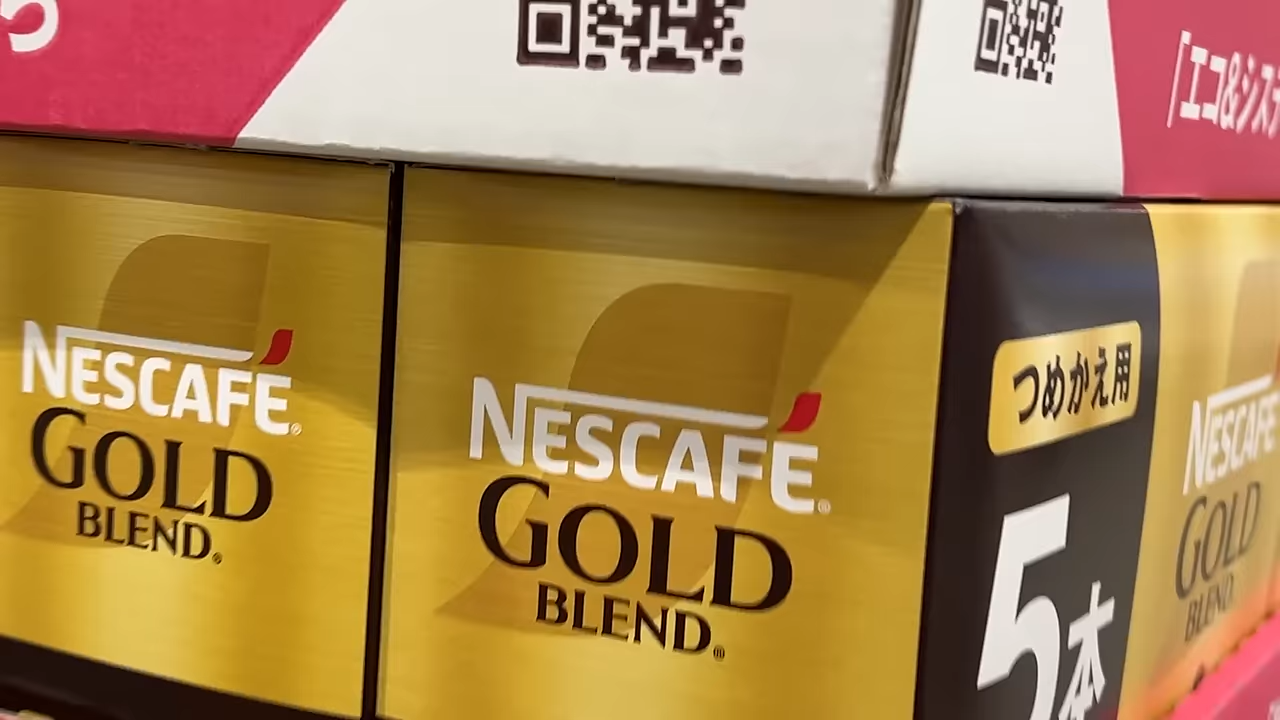 「エコ&シス
NESCAFÉ
GOLD
BLEND®
NESCAFÉ®
GOLD
BLEND®
つめかえ用
5本
NESCAFÉ
GOLD
BLEND